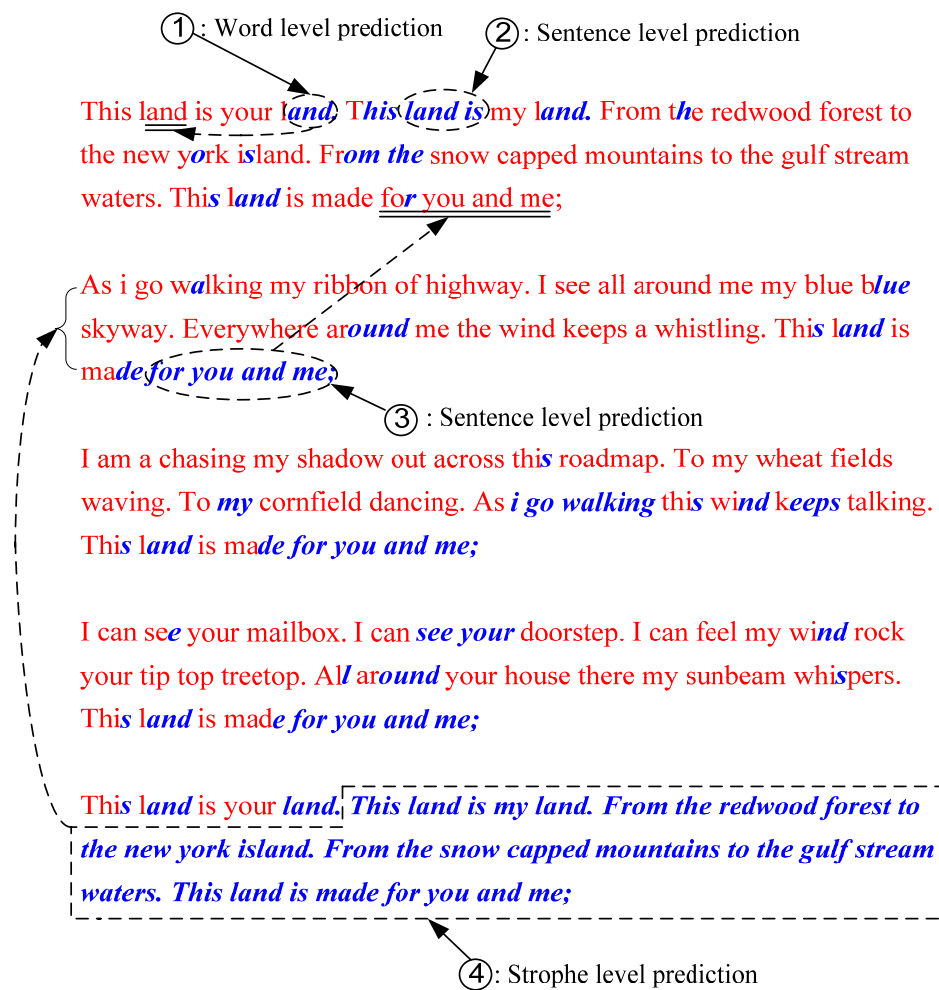 ① : Word level prediction
② : Sentence level prediction
This land is your land. This land is my land. From the redwood forest to
the new york island. From the snow capped mountains to the gulf stream
waters. This land is made for you and me;
As i go walking my ribbon of highway. I see all around me my blue blue
skyway. Everywhere around me the wind keeps a whistling. This land is
made for you and me;
③ : Sentence level prediction
I am a chasing my shadow out across this roadmap. To my wheat fields
waving. To my cornfield dancing. As i go walking this wind keeps talking.
This land is made for you and me;
I can see your mailbox. I can see your doorstep. I can feel my wind rock
your tip top treetop. All around your house there my sunbeam whispers.
This land is made for you and me;
This land is your land. This land is my land. From the redwood forest to
the new york island. From the snow capped mountains to the gulf stream
waters. This land is made for you and me;
④ : Strophe level prediction